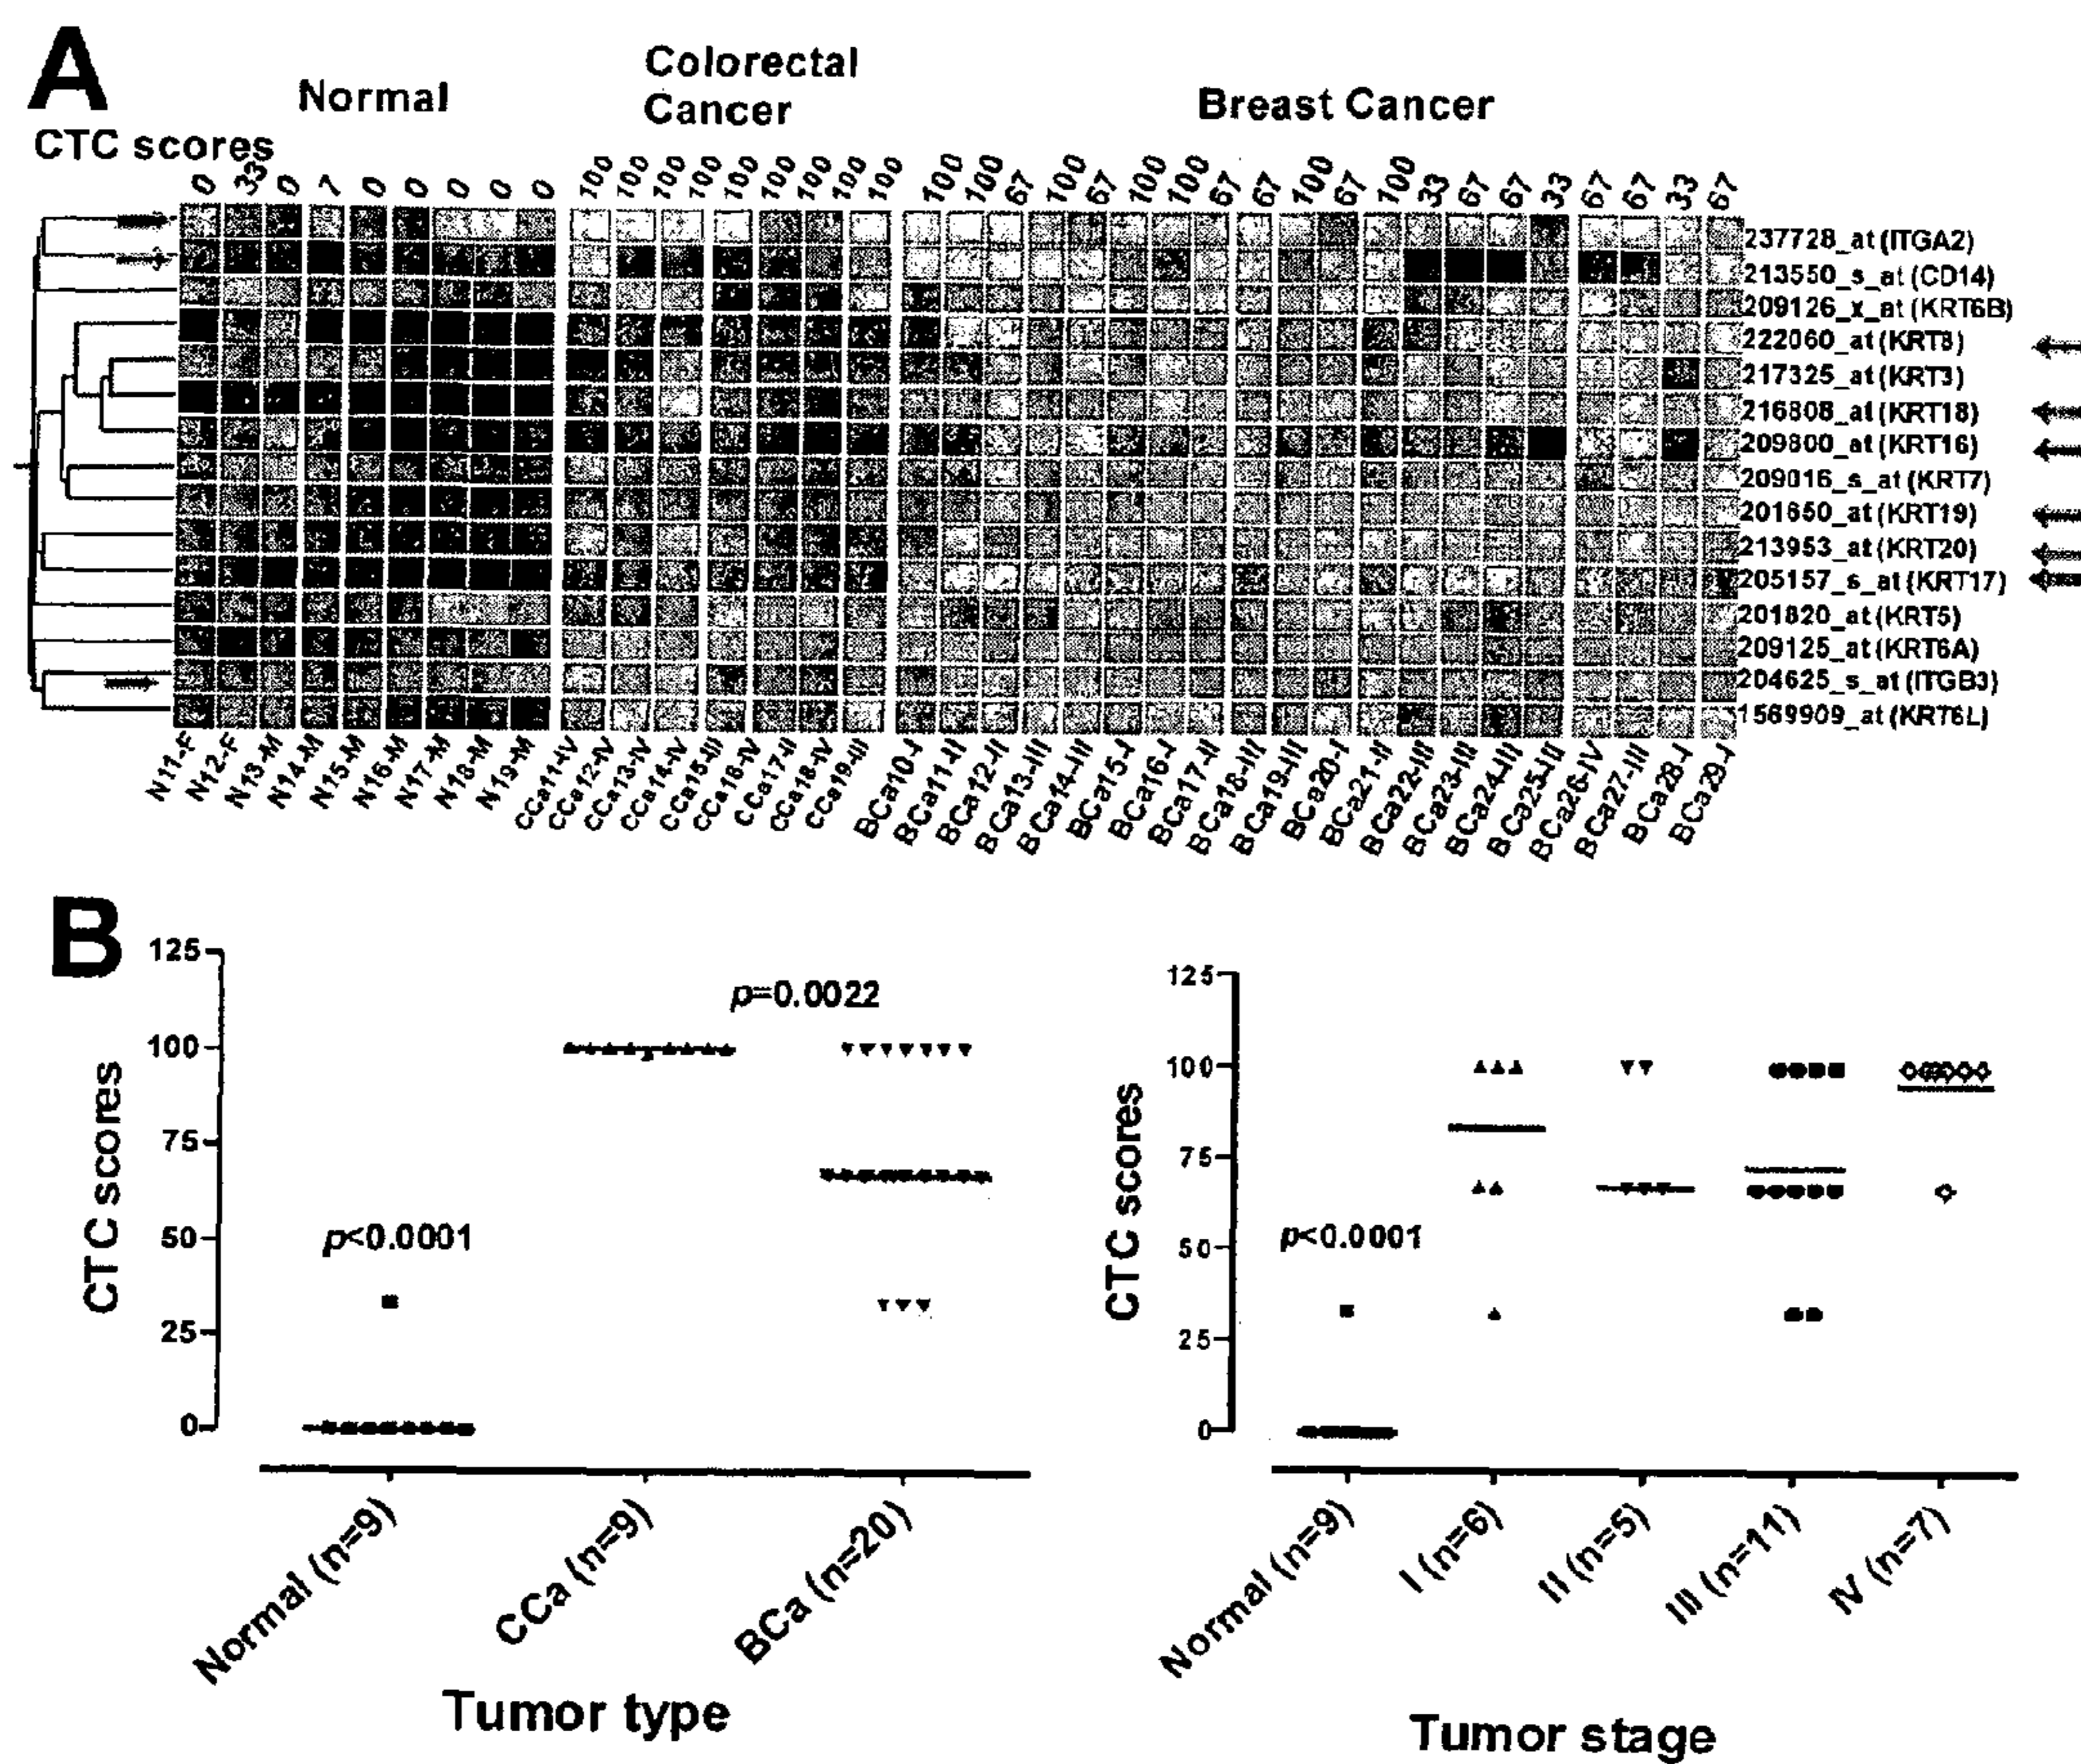 A
Normal
Colorectal
Cancer
Breast Cancer
CTC scores
0 33 0 7 0 0 0 0 0 100 100 100 100 100 100 100 100 100 100 100 67 100 67 100 100 67 67 100 67 100 33 67 67 33 67 67 33 67
237728_at (ITGA2)
213550_s_at (CD14)
209126_x_at (KRT6B)
222060_at (KRT8)
217325_at (KRT3)
216808_at (KRT18)
209800_at (KRT16)
209016_s_at (KRT7)
201650_at (KRT19)
213953_at (KRT20)
205157_s_at (KRT17)
201820_at (KRT5)
209125_at (KRT6A)
204625_s_at (ITGB3)
1569909_at (KRT6L)
N11-F N12-F N13-M N14-M N15-M N16-M N17-M N18-M N19-M cCa11-IV cCa12-IV cCa13-IV cCa14-IV cCa15-III cCa16-IV cCa17-II cCa18-IV cCa19-III BCa10-I BCa11-II BCa12-II BCa13-III BCa14-III BCa15-I BCa16-I BCa17-II BCa18-III BCa19-III BCa20-I BCa21-II BCa22-III BCa23-III BCa24-III BCa25-III BCa26-IV BCa27-III BCa28-I BCa29-I
B
125
100
75
50
25
0
CTC scores
p<0.0001
p=0.0022
Normal (n=9)
CCa (n=9)
BCa (n=20)
Tumor type
125
100
75
50
25
0
CTC scores
p<0.0001
Normal (n=9)
I (n=6)
II (n=5)
III (n=11)
IV (n=7)
Tumor stage